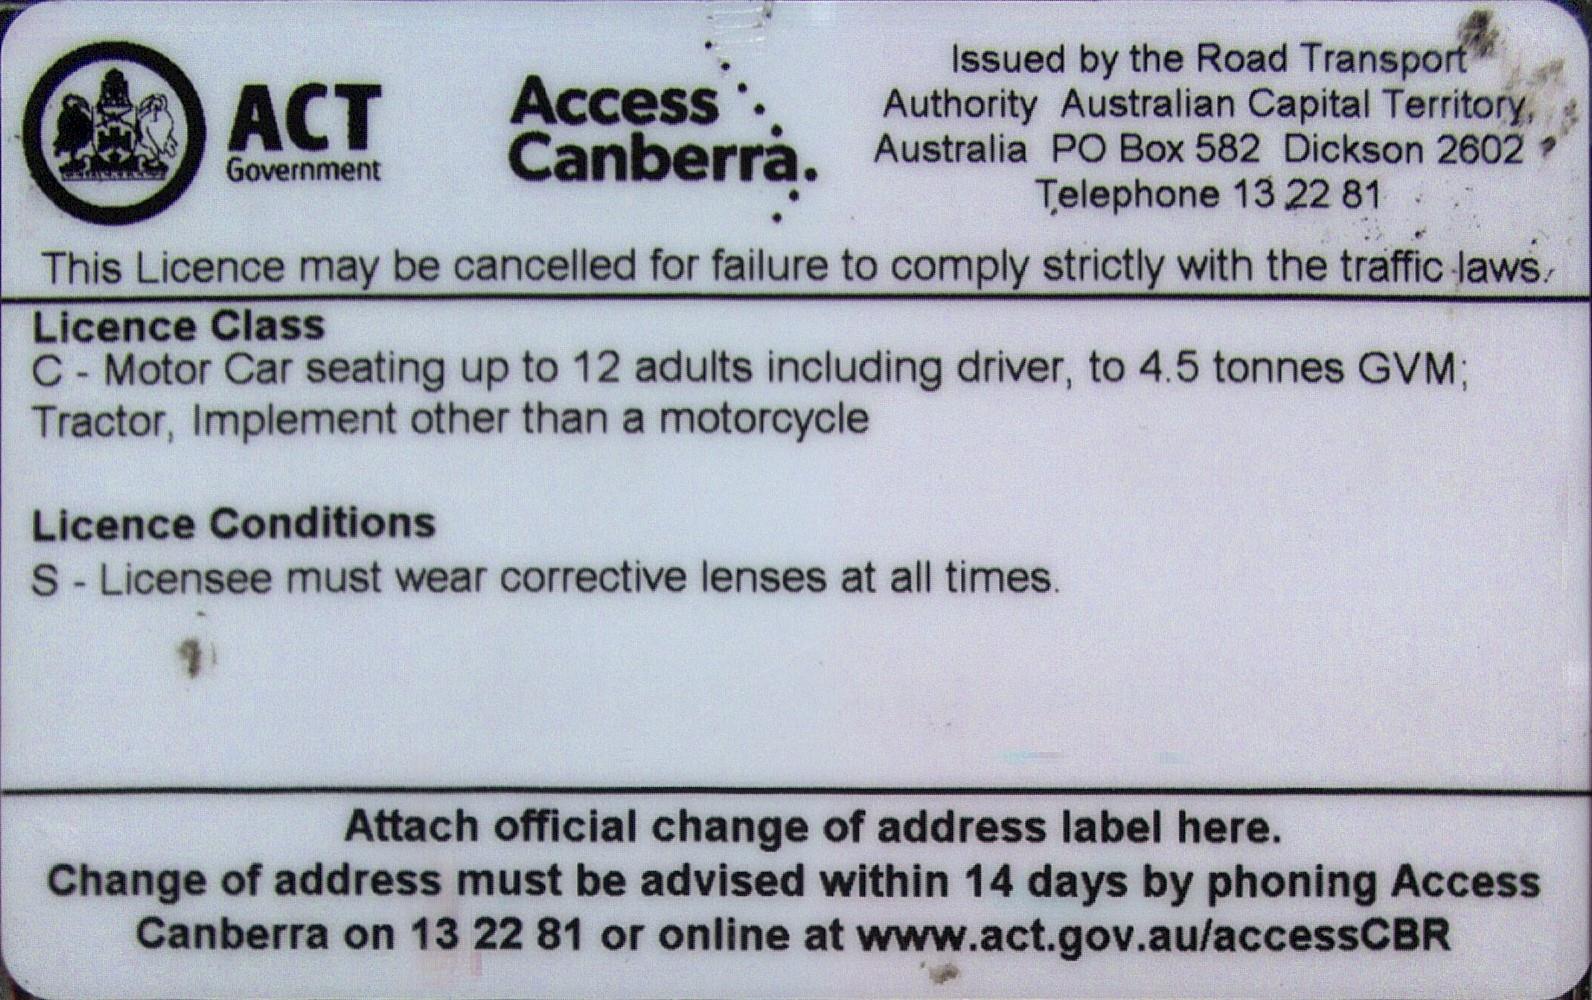 ACT
Government
Access
Canberra.
Issued by the Road Transport
Authority Australian Capital Territory,
Australia PO Box 582 Dickson 2602
Telephone 13 22 81
This Licence may be cancelled for failure to comply strictly with the traffic laws.
Licence Class
C - Motor Car seating up to 12 adults including driver, to 4.5 tonnes GVM;
Tractor, Implement other than a motorcycle
Licence Conditions
S - Licensee must wear corrective lenses at all times.
Attach official change of address label here.
Change of address must be advised within 14 days by phoning Access
Canberra on 13 22 81 or online at www.act.gov.au/accessCBR